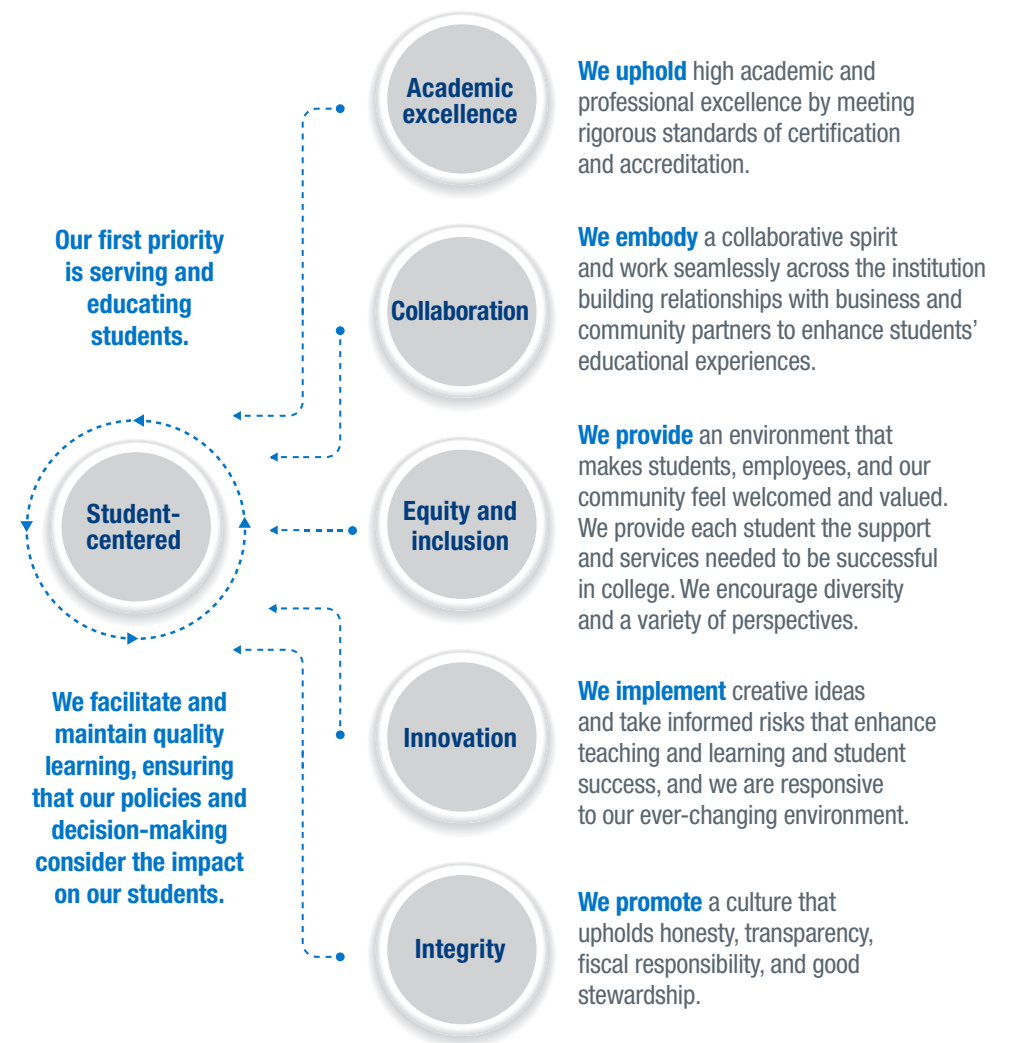 Our first priority
is serving and
educating
students.
Student-
centered
We facilitate and
maintain quality
learning, ensuring
that our policies and
decision-making
consider the impact
on our students.
Academic
excellence
We uphold high academic and
professional excellence by meeting
rigorous standards of certification
and accreditation.
Collaboration
We embody a collaborative spirit
and work seamlessly across the institution
building relationships with business and
community partners to enhance students’
educational experiences.
Equity and
inclusion
We provide an environment that
makes students, employees, and our
community feel welcomed and valued.
We provide each student the support
and services needed to be successful
in college. We encourage diversity
and a variety of perspectives.
Innovation
We implement creative ideas
and take informed risks that enhance
teaching and learning and student
success, and we are responsive
to our ever-changing environment.
Integrity
We promote a culture that
upholds honesty, transparency,
fiscal responsibility, and good
stewardship.